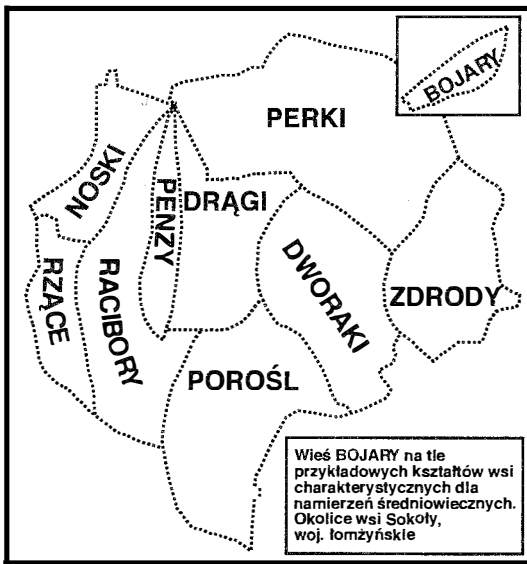 BOJARY
PERKI
NOSKI
PENZY
DRĄGI
DWORAKI
RZĄCE
RACIBORY
ZDRODY
POROŚL
Wieś BOJARY na tle
przykładowych kształtów wsi
charakterystycznych dla
namierzeń średniowiecznych.
Okolice wsi Sokoły,
woj. łomżyńskie